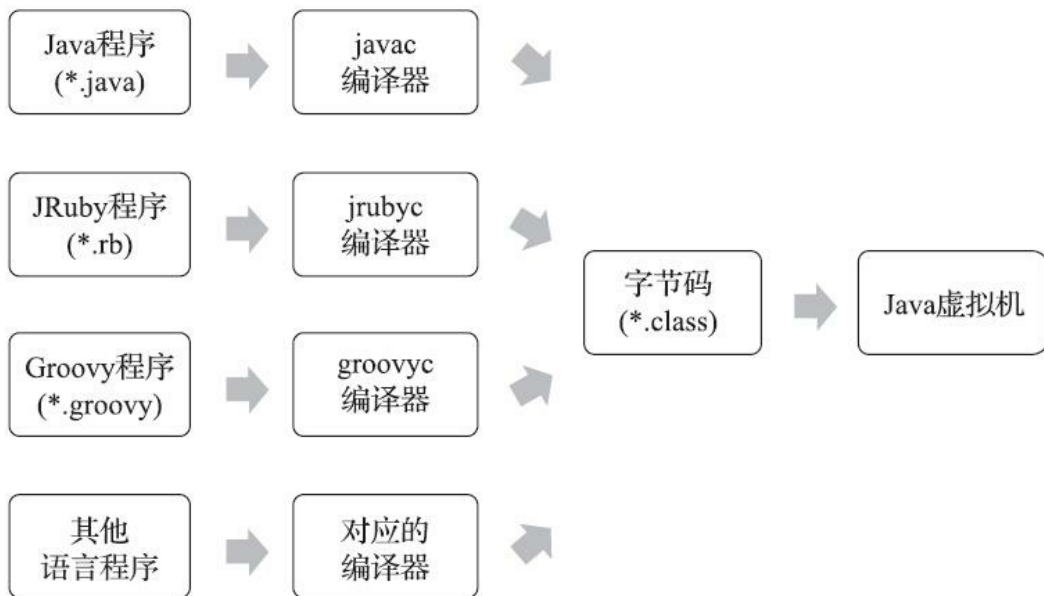 Java程序
(*.java)
javac
编译器
JRuby程序
(*.rb)
jrubyc
编译器
Groovy程序
(*.groovy)
groovyc
编译器
其他
语言程序
对应的
编译器
字节码
(*.class)
Java虚拟机